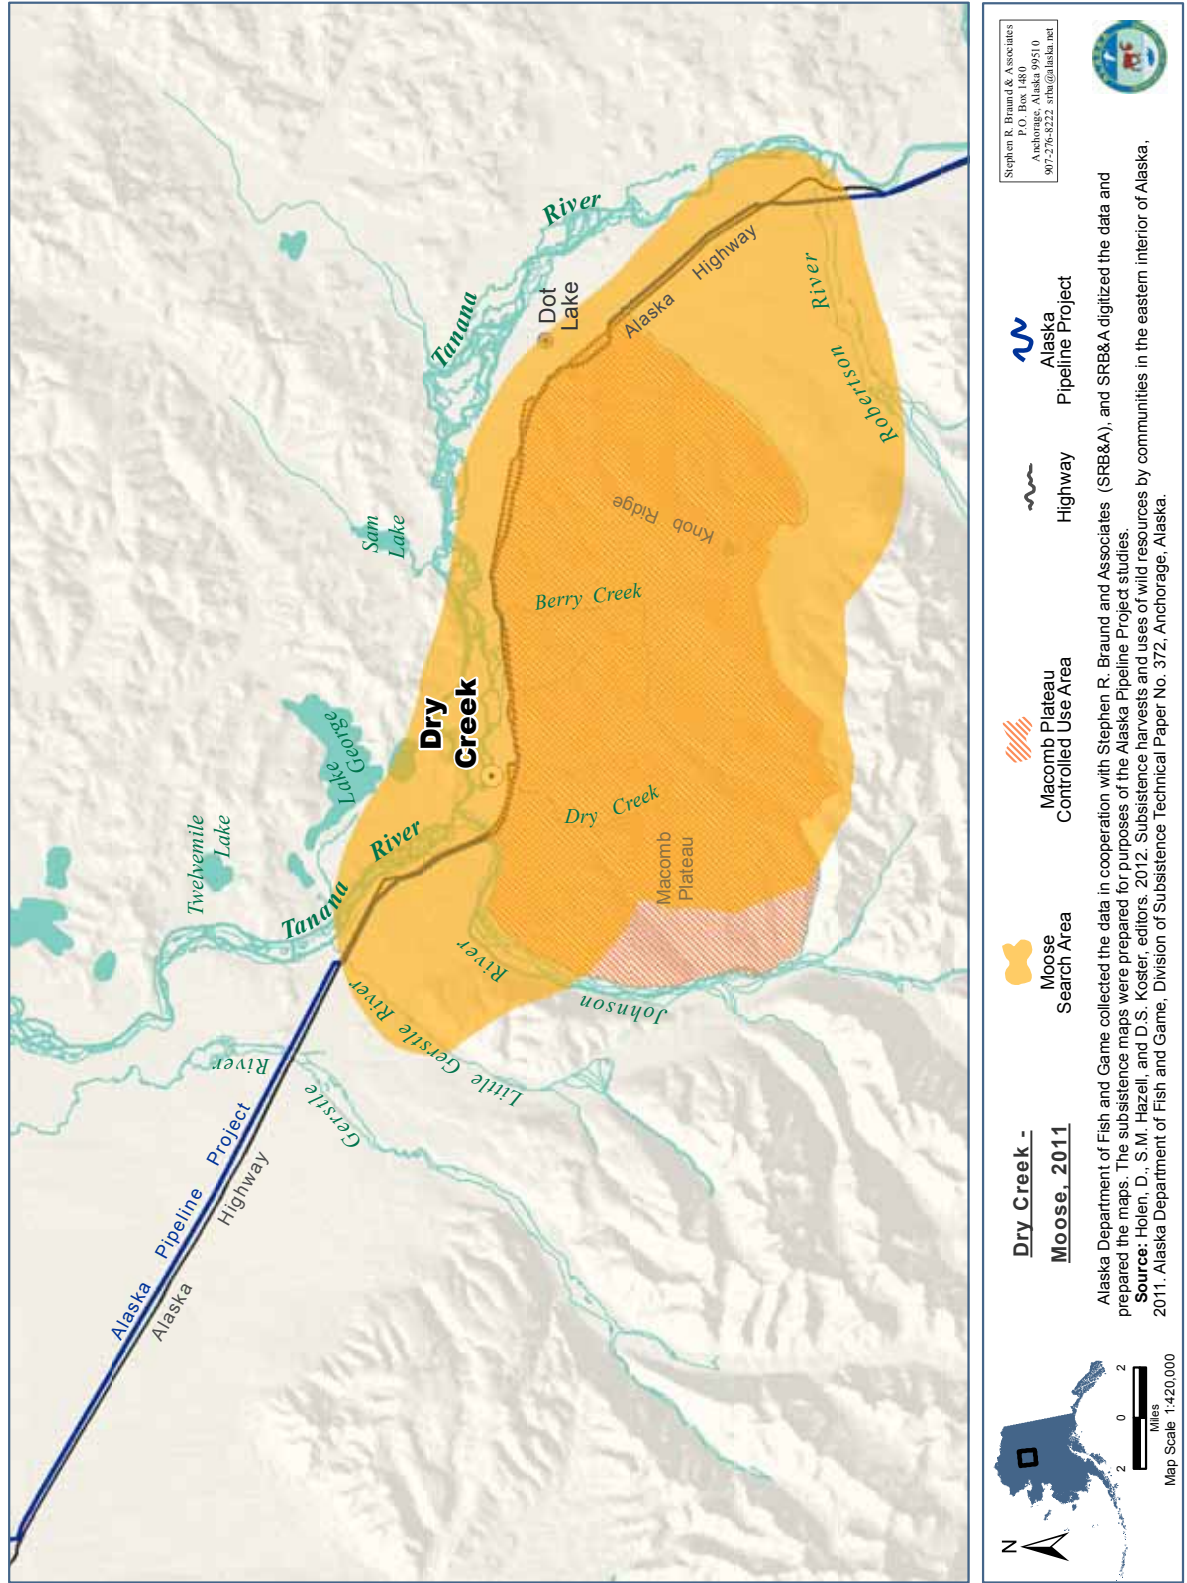 Alaska Pipeline Project
Alaska Highway
Gerstle
River
Little Gerstle River
Johnson
River
Tanana River
Twelvemile
Lake
Lake
George
Dry
Creek
Dry Creek
Macomb
Plateau
Berry Creek
Knob Ridge
Sam
Lake
Tanana River
Dot
Lake
Alaska Highway
Robertson River
N
2 0 2
Miles
Map Scale 1:420,000
Dry Creek -
Moose, 2011
Moose
Search Area
Macomb Plateau
Controlled Use Area
Highway
Alaska
Pipeline Project
Stephen R. Braund & Associates
P.O. Box 1480
Anchorage, Alaska 99510
907-276-8222 srba@alaska.net
Alaska Department of Fish and Game collected the data in cooperation with Stephen R. Braund and Associates (SRB&A), and SRB&A digitized the data and
prepared the maps. The subsistence maps were prepared for purposes of the Alaska Pipeline Project studies.
Source: Holen, D., S.M. Hazell, and D.S. Koster, editors. 2012. Subsistence harvests and uses of wild resources by communities in the eastern interior of Alaska,
2011. Alaska Department of Fish and Game, Division of Subsistence Technical Paper No. 372, Anchorage, Alaska.